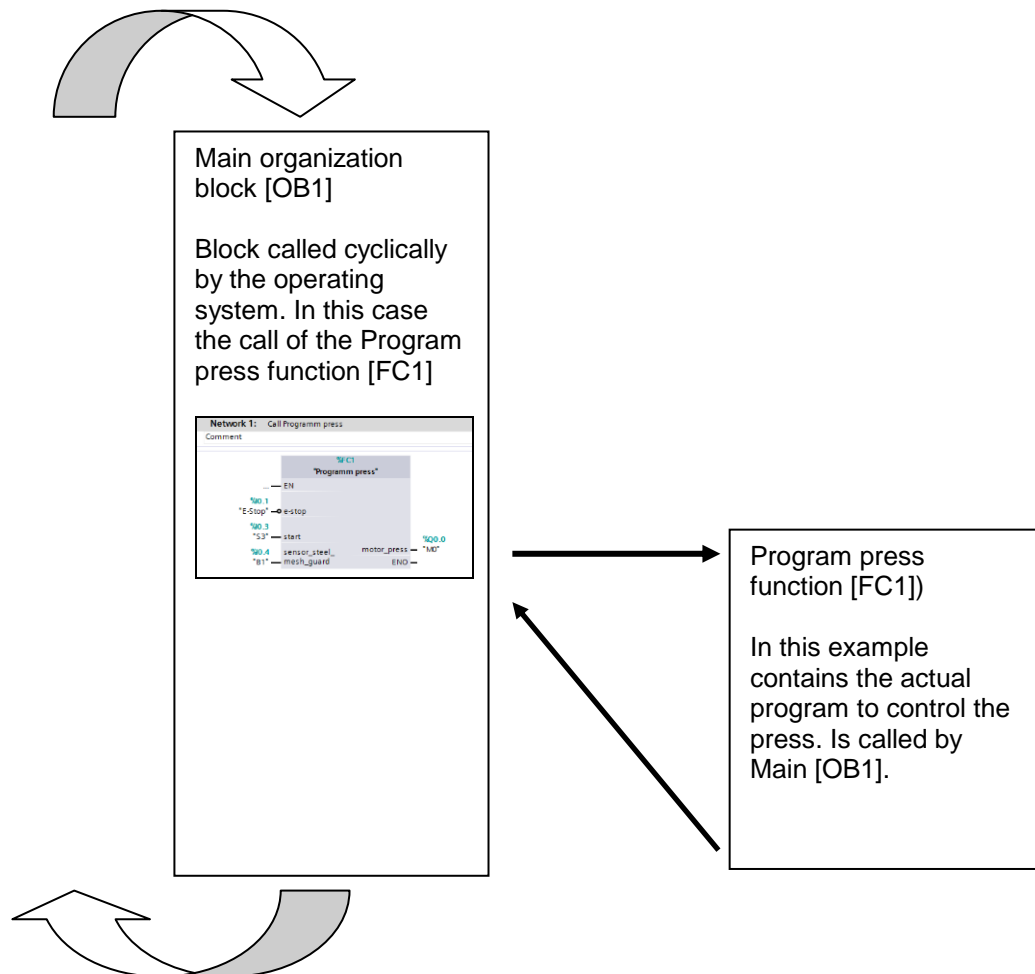 Main organization
block [OB1]
Block called cyclically
by the operating
system. In this case
the call of the Program
press function [FC1]
Network 1: Call Programm press
Comment
%FC1
"Programm press"
... EN
%I0.1
"E-Stop" e-stop
%I0.3
"S3" start
%I0.4 sensor_steel_ motor_press %Q0.0
"B1" mesh_guard ENO "M0"
Program press
function [FC1])
In this example
contains the actual
program to control the
press. Is called by
Main [OB1].